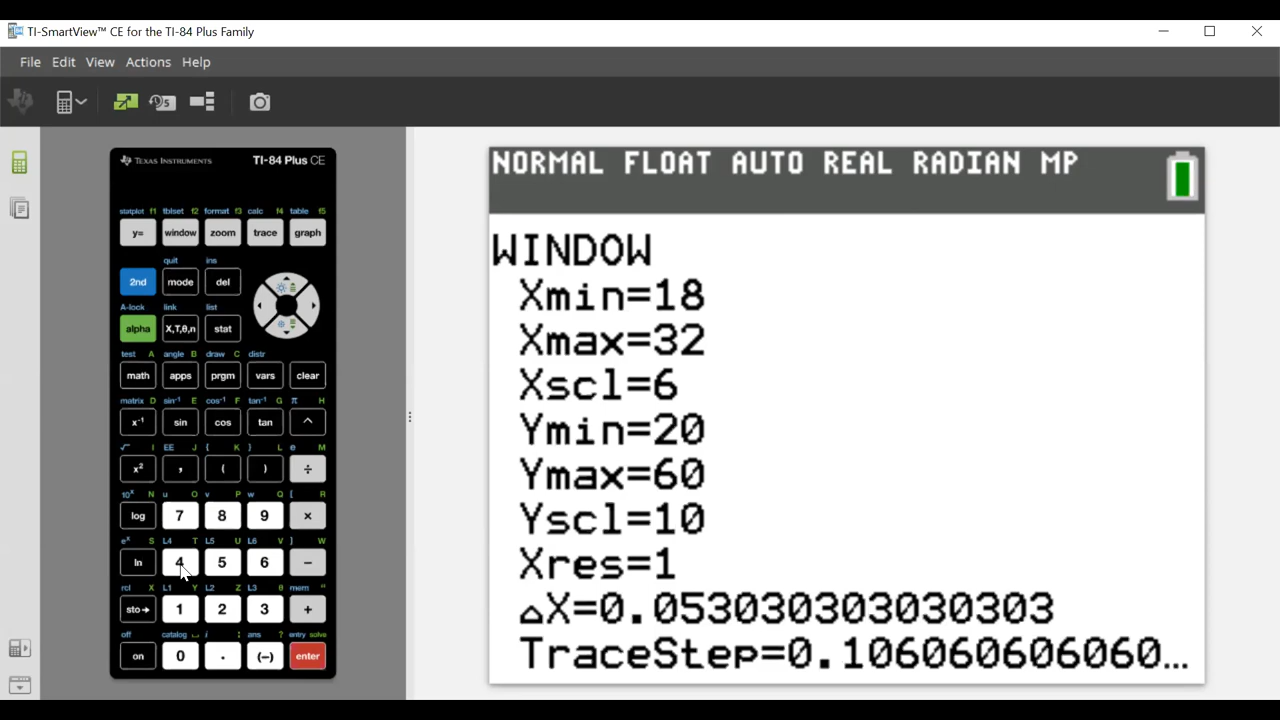 TI-SmartView™ CE for the TI-84 Plus Family
File Edit View Actions Help
TEXAS INSTRUMENTS TI-84 Plus CE
statplot f1 tblset f2 format f3 calc f4 table f5
y= window zoom trace graph
quit ins
2nd mode del
A-lock link list
alpha X,T,θ,n stat
test A angle B draw C distr
math apps prgm vars clear
matrix D sin⁻¹ E cos⁻¹ F tan⁻¹ G π H
x⁻¹ sin cos tan ^
√ I EE J { K } L e M
x² , ( ) ÷
10ˣ N u O v P w Q [ R
log 7 8 9 ×
eˣ S L4 T L5 U L6 V ] W
ln 4 5 6 −
rcl X L1 Y L2 Z L3 θ mem "
sto→ 1 2 3 +
off catalog ⎵ i : ans ? entry solve
on 0 . (−) enter
NORMAL FLOAT AUTO REAL RADIAN MP
WINDOW
Xmin=18
Xmax=32
Xscl=6
Ymin=20
Ymax=60
Yscl=10
Xres=1
△X=0.053030303030303
TraceStep=0.106060606060...